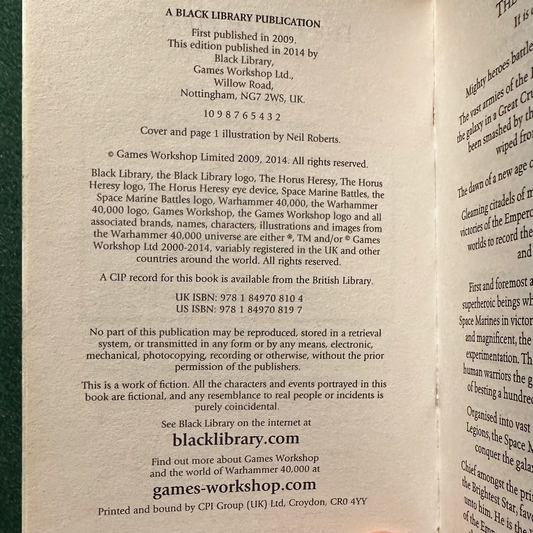 A BLACK LIBRARY PUBLICATION
First published in 2009.
This edition published in 2014 by
Black Library,
Games Workshop Ltd.,
Willow Road,
Nottingham, NG7 2WS, UK.
10 9 8 7 6 5 4 3 2
Cover and page 1 illustration by Neil Roberts.
© Games Workshop Limited 2009, 2014. All rights reserved.
Black Library, the Black Library logo, The Horus Heresy, The Horus
Heresy logo, The Horus Heresy eye device, Space Marine Battles, the
Space Marine Battles logo, Warhammer 40,000, the Warhammer
40,000 logo, Games Workshop, the Games Workshop logo and all
associated brands, names, characters, illustrations and images from
the Warhammer 40,000 universe are either ®, TM and/or © Games
Workshop Ltd 2000-2014, variably registered in the UK and other
countries around the world. All rights reserved.
A CIP record for this book is available from the British Library.
UK ISBN: 978 1 84970 810 4
US ISBN: 978 1 84970 819 7
No part of this publication may be reproduced, stored in a retrieval
system, or transmitted in any form or by any means, electronic,
mechanical, photocopying, recording or otherwise, without the prior
permission of the publishers.
This is a work of fiction. All the characters and events portrayed in this
book are fictional, and any resemblance to real people or incidents is
purely coincidental.
See Black Library on the internet at
blacklibrary.com
Find out more about Games Workshop
and the world of Warhammer 40,000 at
games-workshop.com
Printed and bound by CPI Group (UK) Ltd, Croydon, CR0 4YY
THE
It is
Mighty heroes battle
The vast armies of the
the galaxy in a Great
been smashed by
wiped
The dawn of a new age
Gleaming citadels of
victories of the
worlds to record the
and
First and foremost
superheroic beings
Space Marines in
and magnificent, the
experimentation.
human warriors the
of besting a
Organised into vast
Legions, the Space
conquer the
Chief amongst the
the Brightest Star,
unto him. He is the
of the